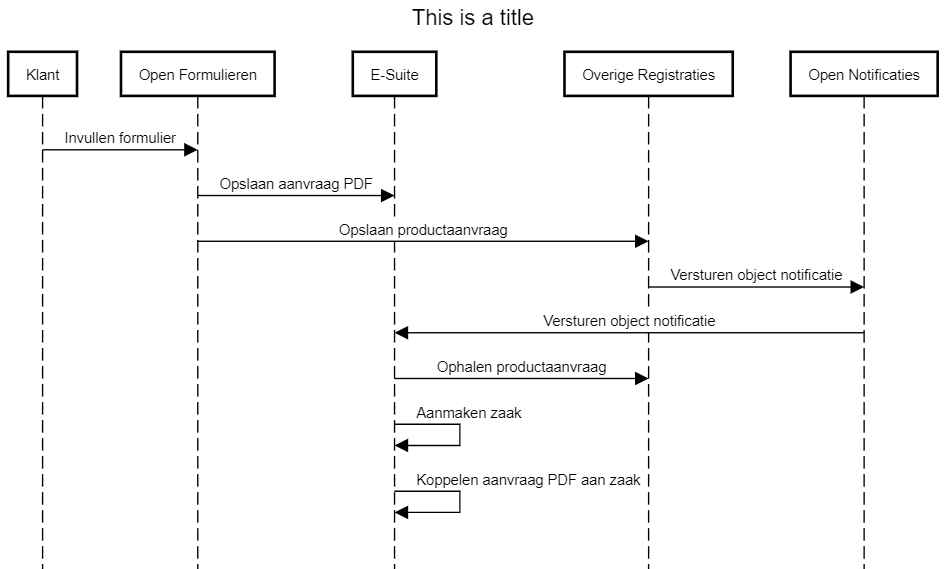 This is a title
Klant
Open Formulieren
E-Suite
Overige Registraties
Open Notificaties
Invullen formulier
Opslaan aanvraag PDF
Opslaan productaanvraag
Versturen object notificatie
Versturen object notificatie
Ophalen productaanvraag
Aanmaken zaak
Koppelen aanvraag PDF aan zaak